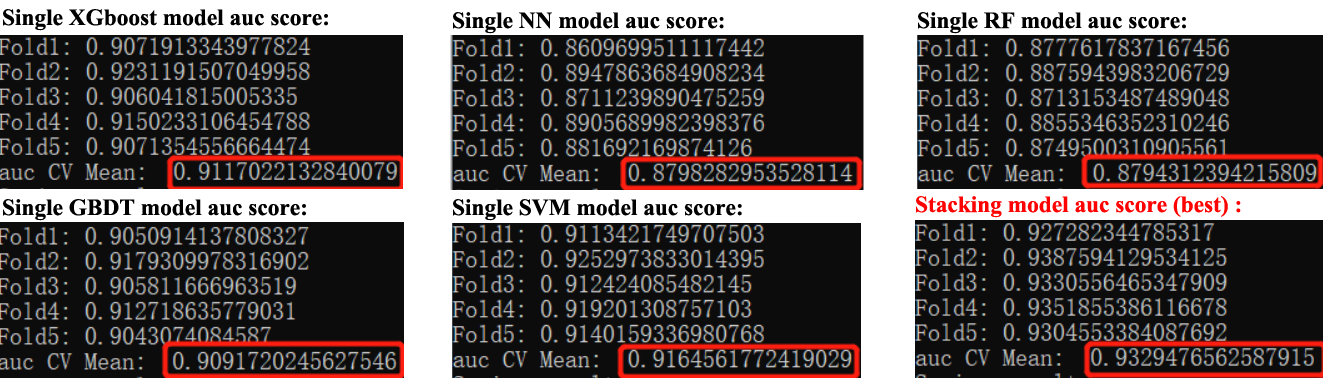 Single XGboost model auc score:
Fold1: 0.9071913343977824
Fold2: 0.9231191507049958
Fold3: 0.906041815005335
Fold4: 0.9150233106454788
Fold5: 0.9071354556664474
auc CV Mean: 0.9117022132840079
Single NN model auc score:
Fold1: 0.8609699511117442
Fold2: 0.8947863684908234
Fold3: 0.8711239890475259
Fold4: 0.8905689982398376
Fold5: 0.881692169874126
auc CV Mean: 0.8798282953528114
Single RF model auc score:
Fold1: 0.8777617837167456
Fold2: 0.8875943983206729
Fold3: 0.8713153487489048
Fold4: 0.8855346352310246
Fold5: 0.8749500310905561
auc CV Mean: 0.8794312394215809
Single GBDT model auc score:
Fold1: 0.9050914137808327
Fold2: 0.9179309978316902
Fold3: 0.905811666963519
Fold4: 0.912718635779031
Fold5: 0.9043074084587
auc CV Mean: 0.9091720245627546
Single SVM model auc score:
Fold1: 0.9113421749707503
Fold2: 0.9252973833014395
Fold3: 0.912424085482145
Fold4: 0.919201308757103
Fold5: 0.9140159336980768
auc CV Mean: 0.9164561772419029
Stacking model auc score (best) :
Fold1: 0.927282344785317
Fold2: 0.9387594129534125
Fold3: 0.9330556465347909
Fold4: 0.9351855386116678
Fold5: 0.9304553384087692
auc CV Mean: 0.9329476562587915